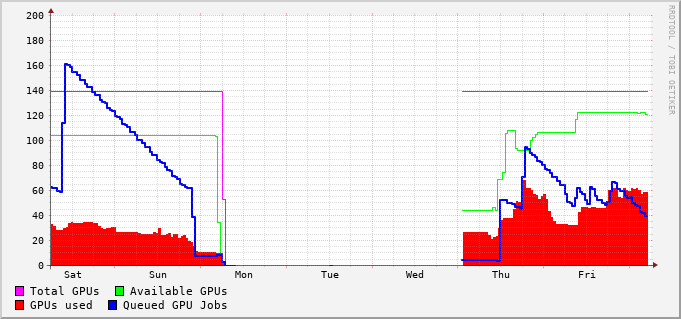 200
180
160
140
120
100
80
60
40
20
0
Sat Sun Mon Tue Wed Thu Fri
Total GPUs Available GPUs
GPUs used Queued GPU Jobs
RRDTOOL / TOBI OETIKER